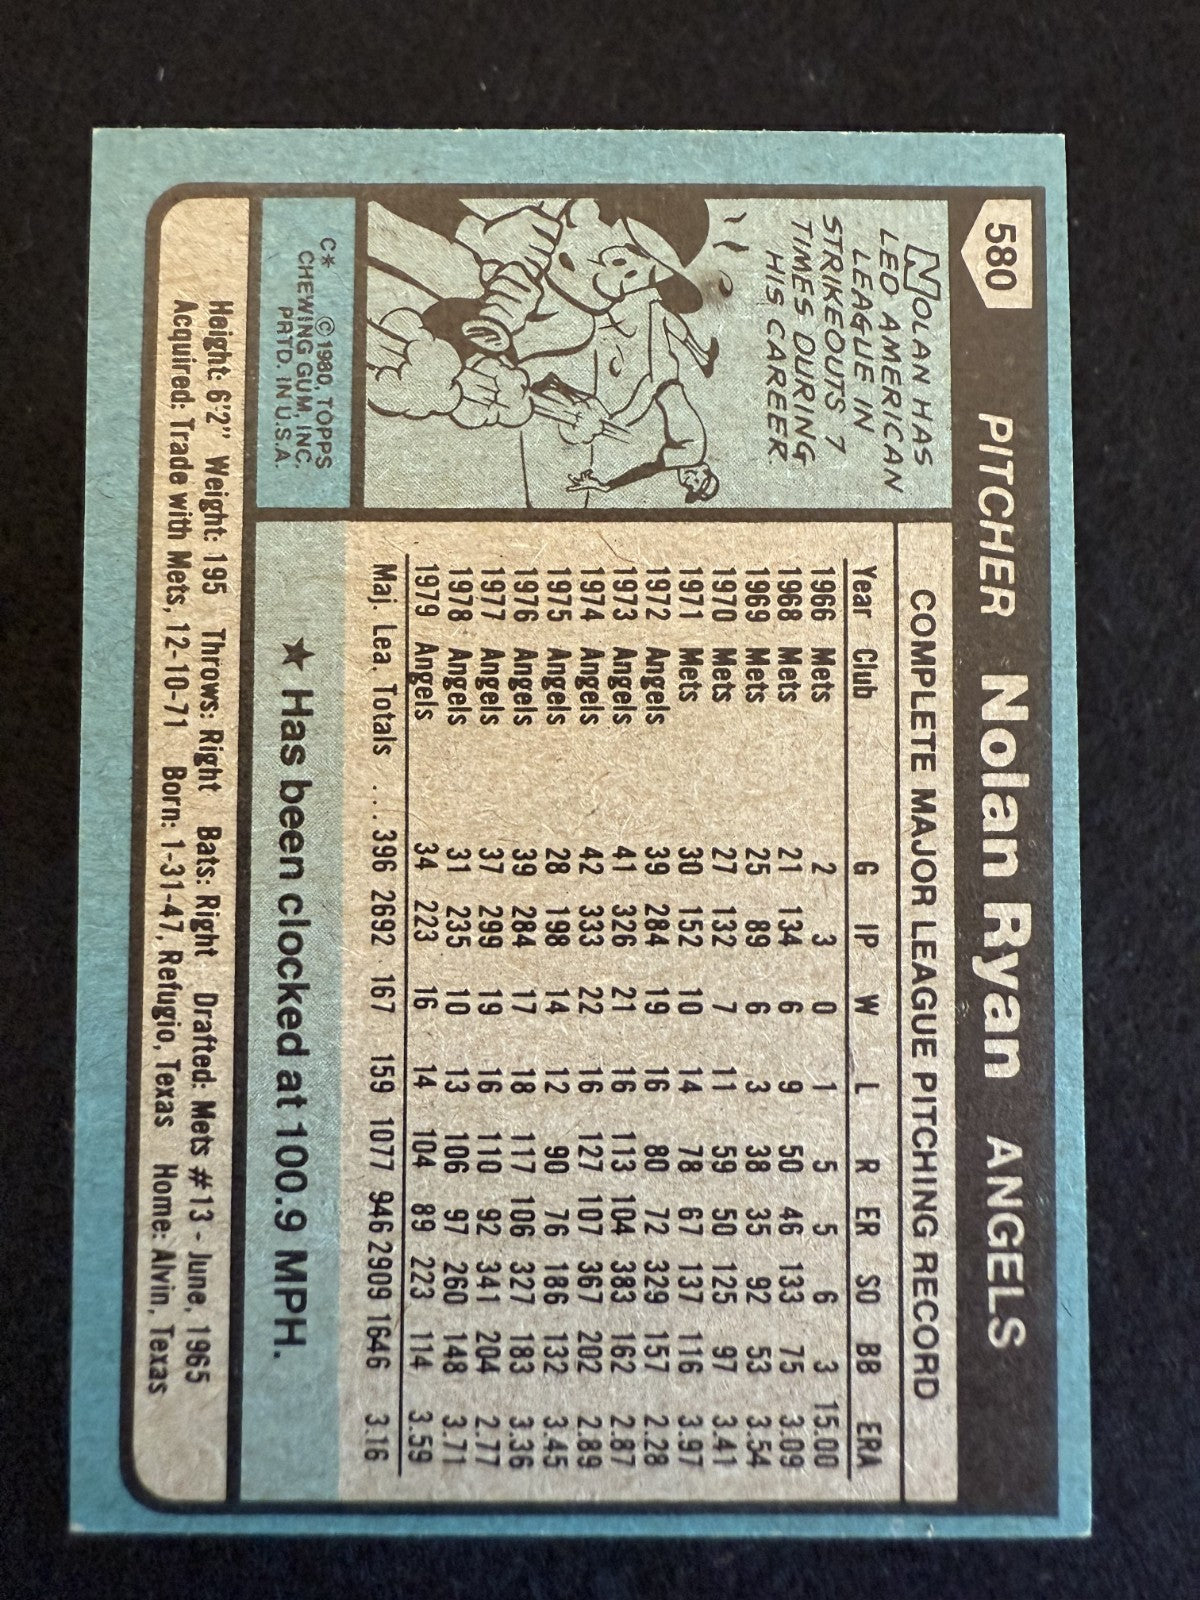 580 PITCHER Nolan Ryan ANGELS
NOLAN HAS
LED AMERICAN
LEAGUE IN
STRIKEOUTS 7
TIMES DURING
HIS CAREER.
C* © 1980, TOPPS
CHEWING GUM, INC.
PRTD. IN U.S.A.
COMPLETE MAJOR LEAGUE PITCHING RECORD
Year Club G IP W L R ER SO BB ERA
1966 Mets 2 3 0 1 5 5 6 3 15.00
1968 Mets 21 134 6 9 50 46 133 75 3.09
1969 Mets 25 89 6 3 38 35 92 53 3.54
1970 Mets 27 132 7 11 59 50 125 97 3.41
1971 Mets 30 152 10 14 78 67 137 116 3.97
1972 Angels 39 284 19 16 80 72 329 157 2.28
1973 Angels 41 326 21 16 113 104 383 162 2.87
1974 Angels 42 333 22 16 127 107 367 202 2.89
1975 Angels 28 198 14 12 90 76 186 132 3.45
1976 Angels 39 284 17 18 117 106 327 183 3.36
1977 Angels 37 299 19 16 110 92 341 204 2.77
1978 Angels 31 235 10 13 106 97 260 148 3.71
1979 Angels 34 223 16 14 104 89 223 114 3.59
Maj. Lea. Totals ... 396 2692 167 159 1077 946 2909 1646 3.16
★ Has been clocked at 100.9 MPH.
Height: 6'2" Weight: 195 Throws: Right Bats: Right Drafted: Mets #13 - June, 1965
Acquired: Trade with Mets, 12-10-71 Born: 1-31-47, Refugio, Texas Home: Alvin, Texas